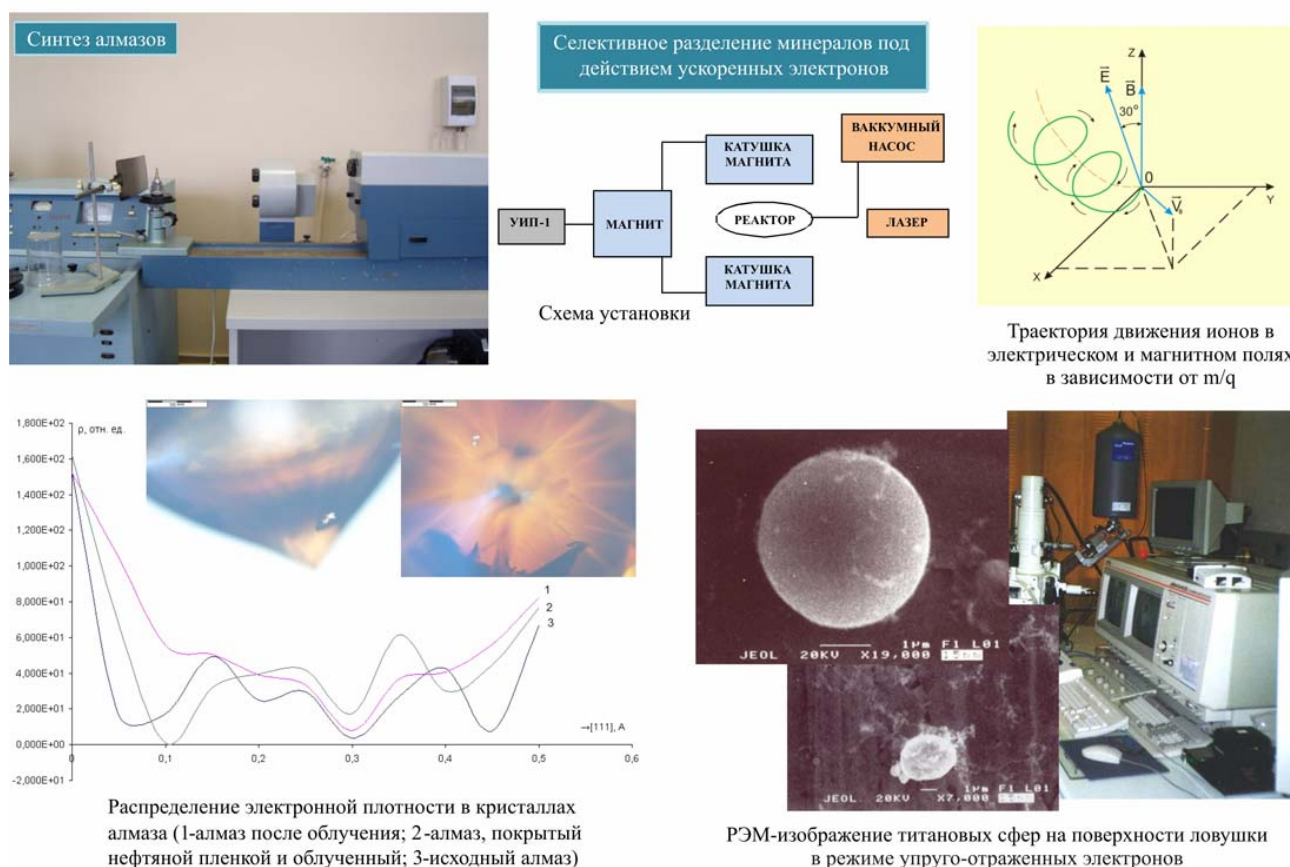 Синтез алмазов
Селективное разделение минералов под
действием ускоренных электронов
УИП-1
МАГНИТ
КАТУШКА
МАГНИТА
РЕАКТОР
КАТУШКА
МАГНИТА
ВАККУМНЫЙ
НАСОС
ЛАЗЕР
Схема установки
Z
E
B
30°
0
Y
V
X
Траектория движения ионов в
электрическом и магнитном полях
в зависимости от m/q
ρ, отн. ед.
1,800E+02
1,600E+02
1,400E+02
1,200E+02
1,000E+02
8,000E+01
6,000E+01
4,000E+01
2,000E+01
0,000E+00
-2,000E+01
0
0,1
0,2
0,3
0,4
0,5
0,6
→[111], А
1
2
3
Распределение электронной плотности в кристаллах
алмаза (1-алмаз после облучения; 2-алмаз, покрытый
нефтяной пленкой и облученный; 3-исходный алмаз)
1µm F1 L01
JEOL 20KV X19,000
1µm F1 L01
JEOL 20KV X7,000
РЭМ-изображение титановых сфер на поверхности ловушки
в режиме упруго-отраженных электронов